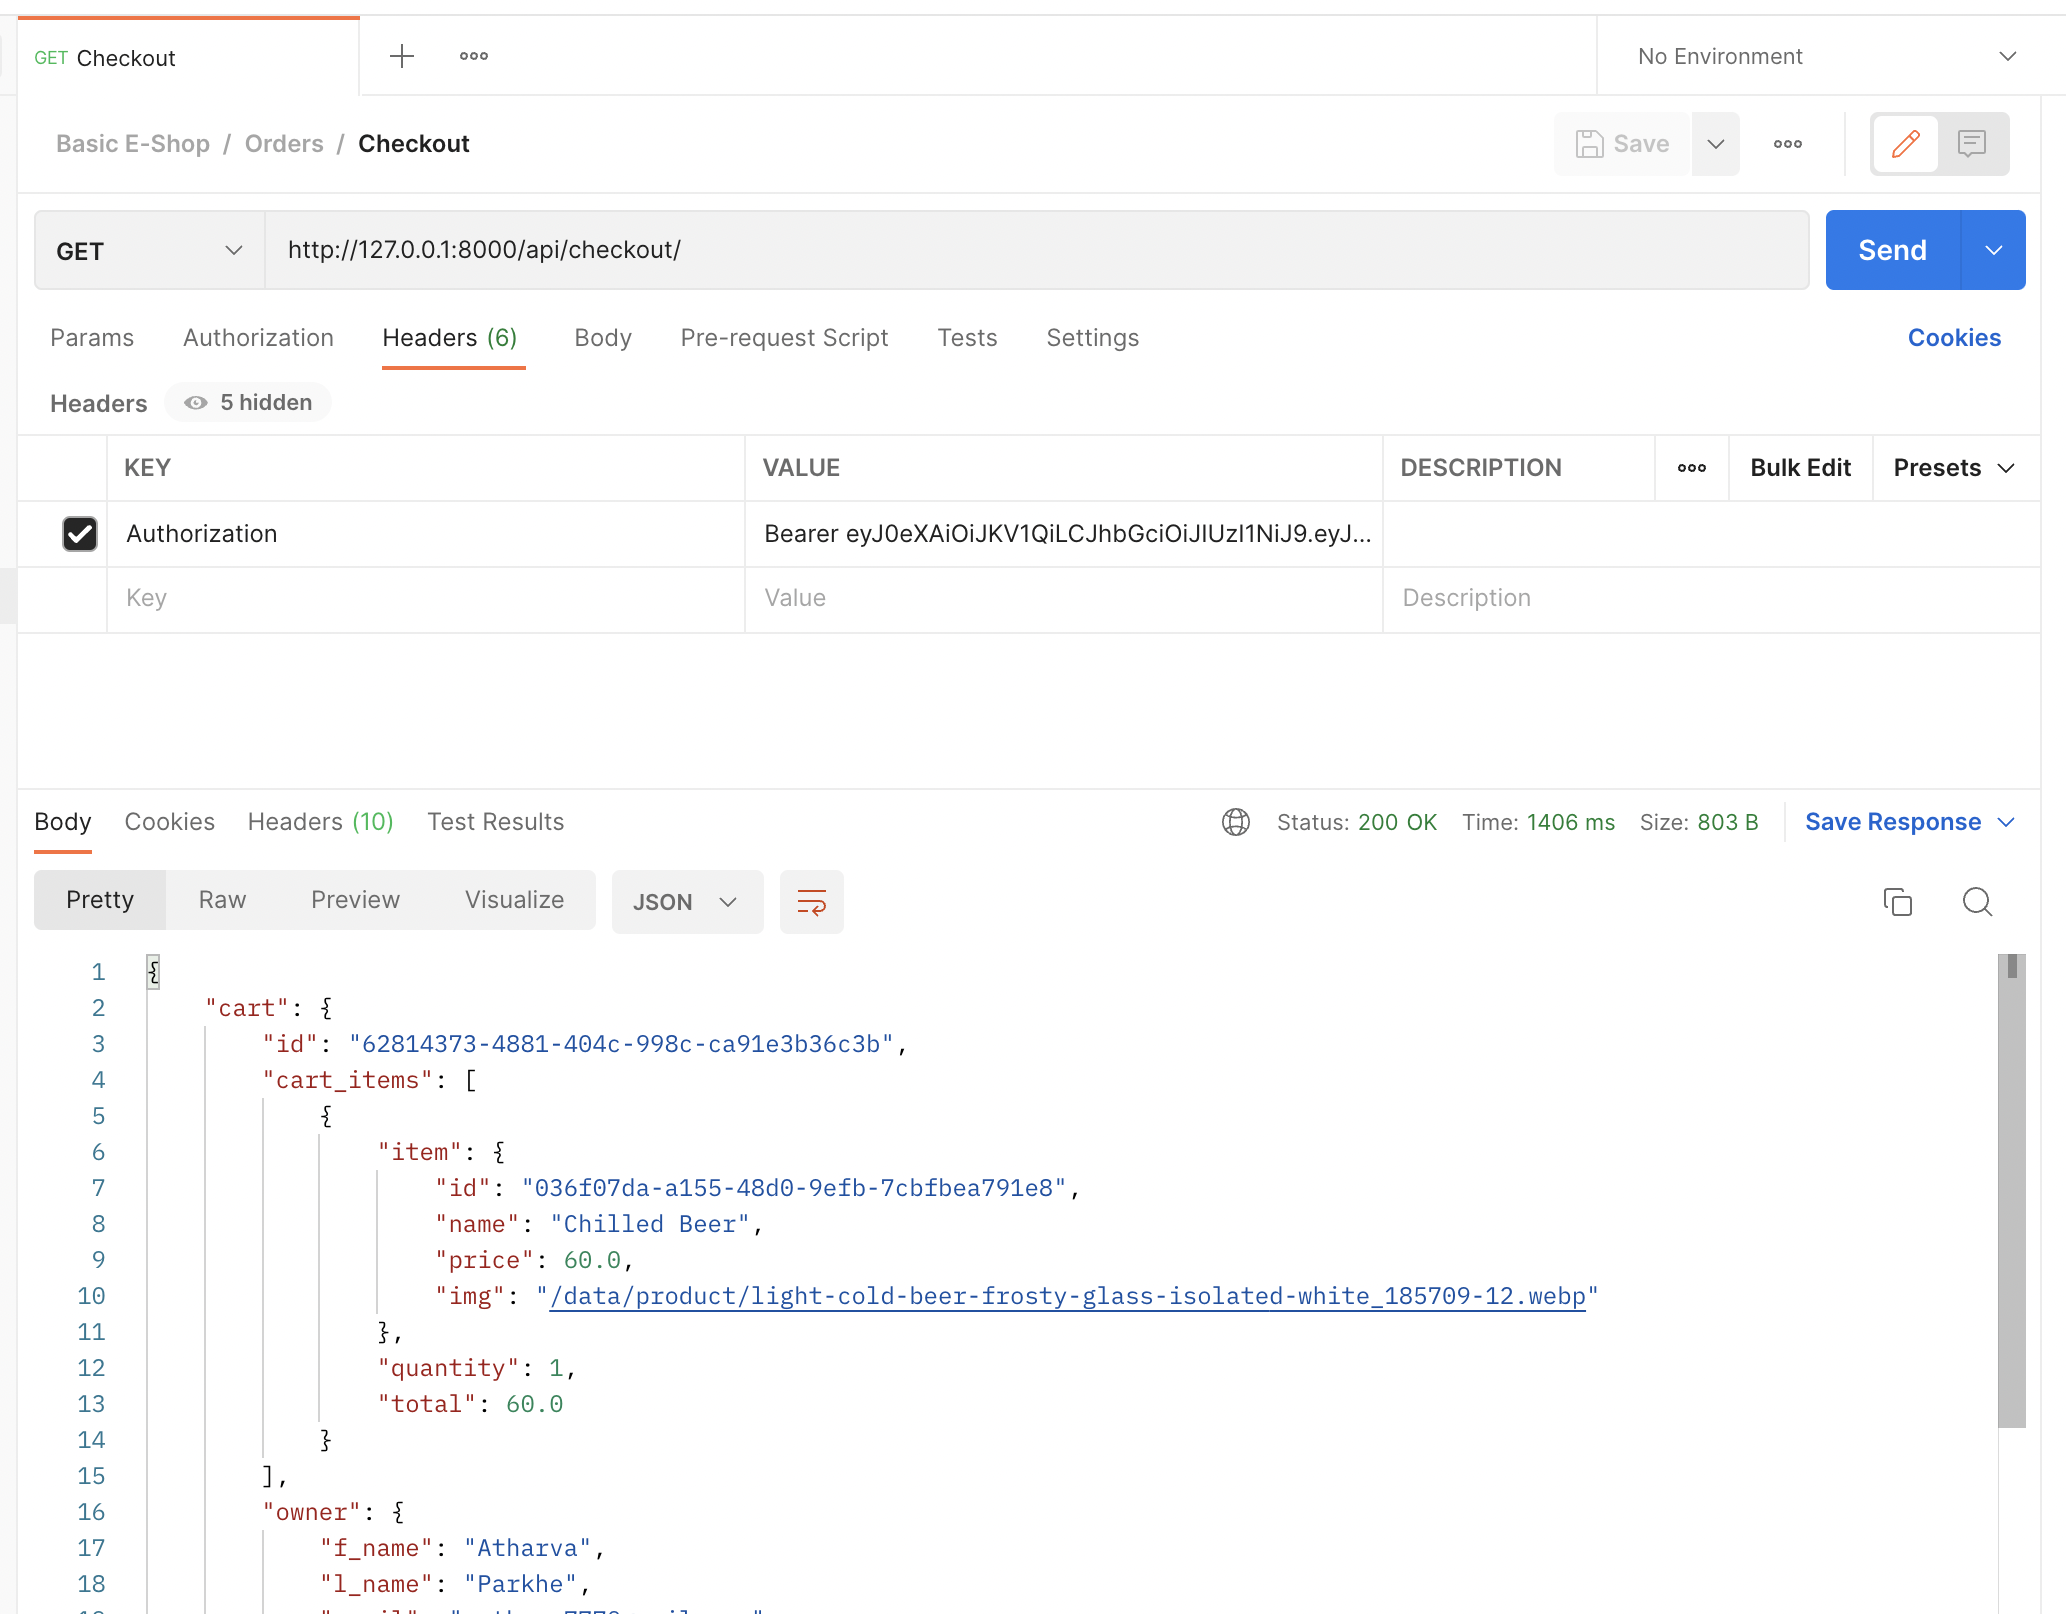 GET Checkout
No Environment
Basic E-Shop / Orders / Checkout
Save
GET http://127.0.0.1:8000/api/checkout/ Send
Params Authorization Headers (6) Body Pre-request Script Tests Settings Cookies
Headers 5 hidden
KEY VALUE DESCRIPTION Bulk Edit Presets
Authorization Bearer eyJ0eXAiOiJKV1QiLCJhbGciOiJIUzI1NiJ9.eyJ...
Key Value Description
Body Cookies Headers (10) Test Results Status: 200 OK Time: 1406 ms Size: 803 B Save Response
Pretty Raw Preview Visualize JSON
1 {
2 "cart": {
3 "id": "62814373-4881-404c-998c-ca91e3b36c3b",
4 "cart_items": [
5 {
6 "item": {
7 "id": "036f07da-a155-48d0-9efb-7cbfbea791e8",
8 "name": "Chilled Beer",
9 "price": 60.0,
10 "img": "/data/product/light-cold-beer-frosty-glass-isolated-white_185709-12.webp"
11 },
12 "quantity": 1,
13 "total": 60.0
14 }
15 ],
16 "owner": {
17 "f_name": "Atharva",
18 "l_name": "Parkhe",